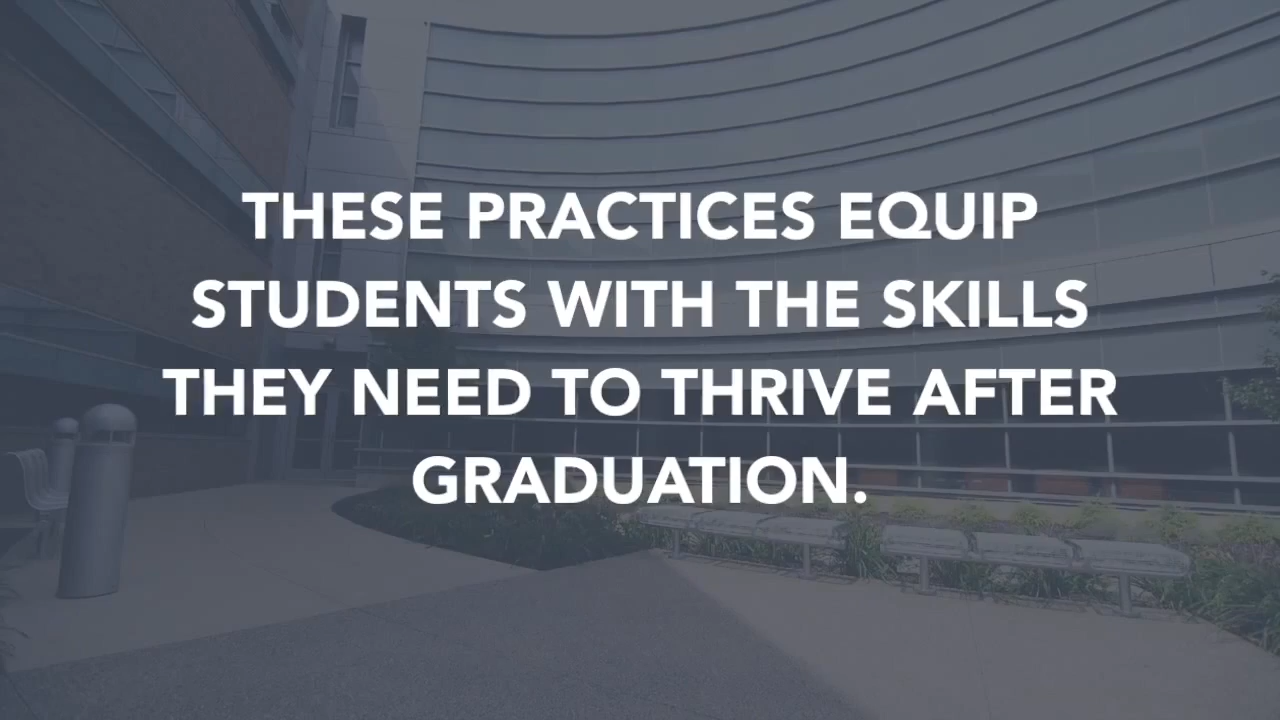 THESE PRACTICES EQUIP
STUDENTS WITH THE SKILLS
THEY NEED TO THRIVE AFTER
GRADUATION.